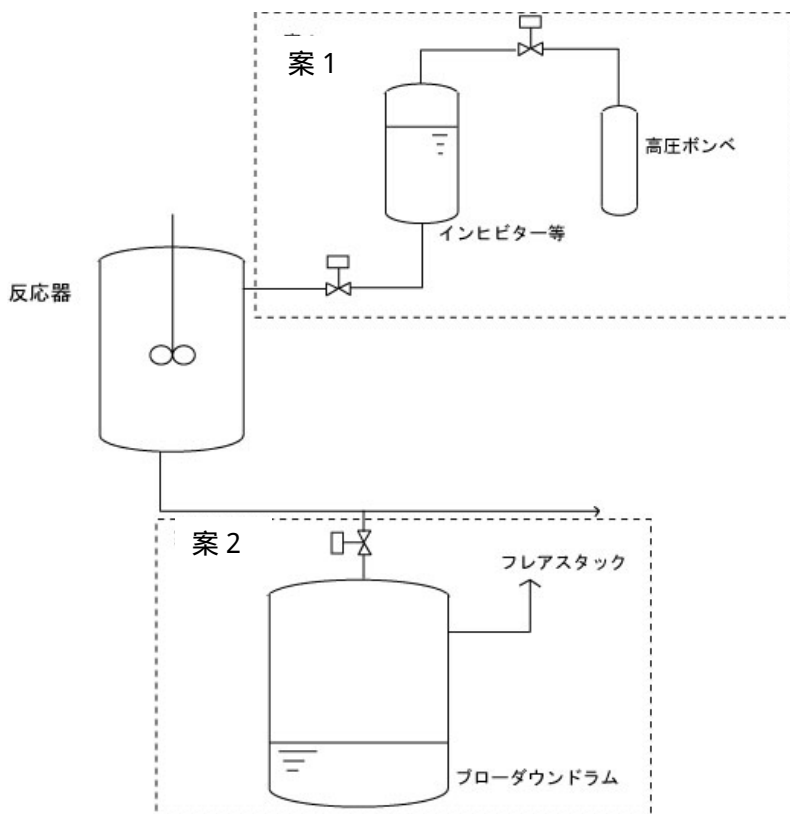 案1
高圧ボンベ
インヒビター等
反応器
案2
フレアスタック
ブローダウンドラム